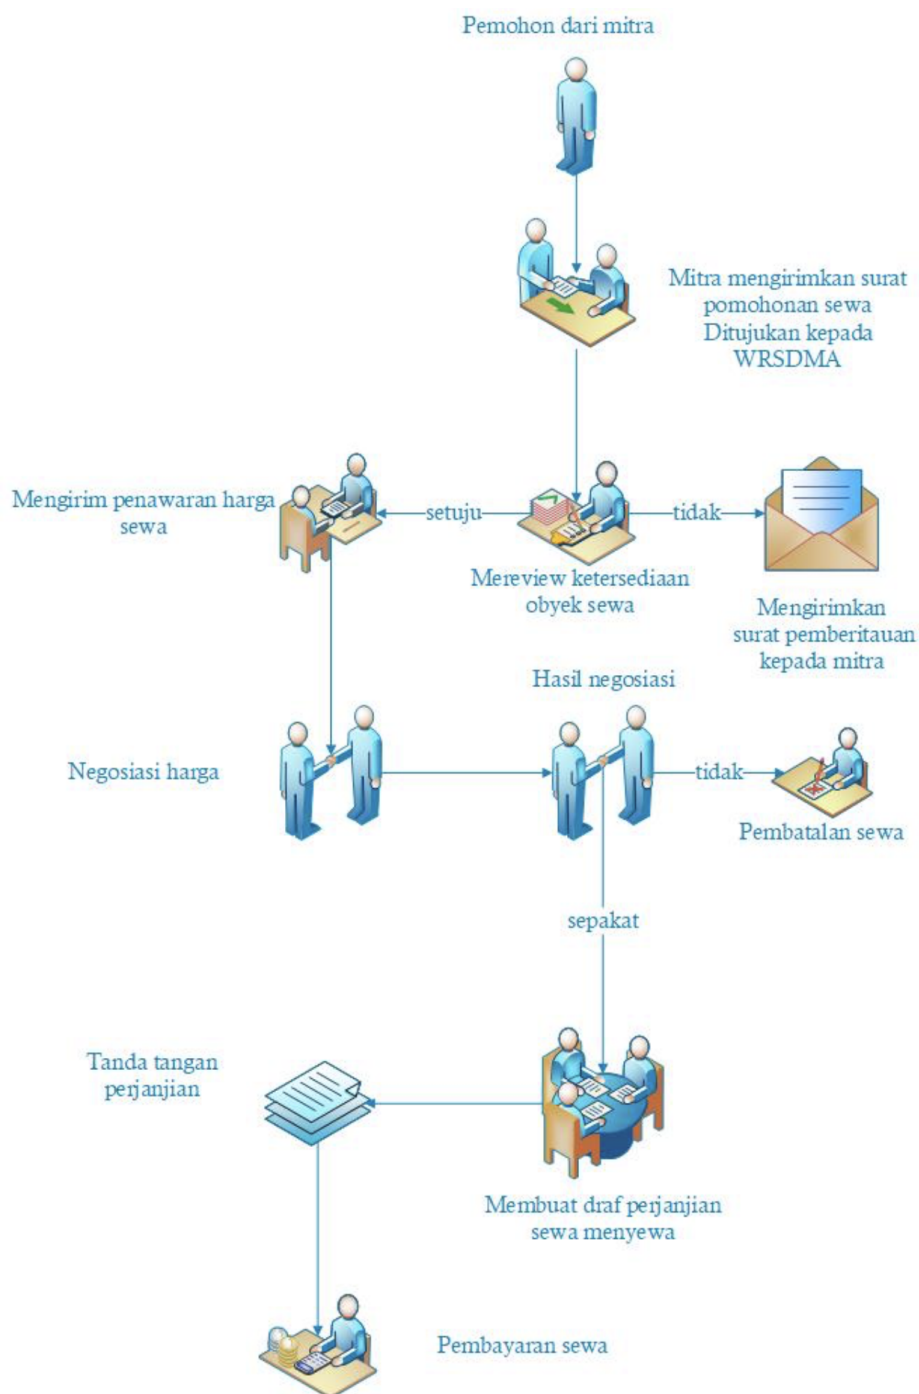 Pemohon dari mitra
Mitra mengirimkan surat
pomohonan sewa
Ditujukan kepada
WRSDMA
Mengirim penawaran harga
sewa
setuju
tidak
Mereview ketersediaan
obyek sewa
Mengirimkan
surat pemberitauan
kepada mitra
Hasil negosiasi
Negosiasi harga
tidak
Pembatalan sewa
sepakat
Tanda tangan
perjanjian
Membuat draf perjanjian
sewa menyewa
Pembayaran sewa